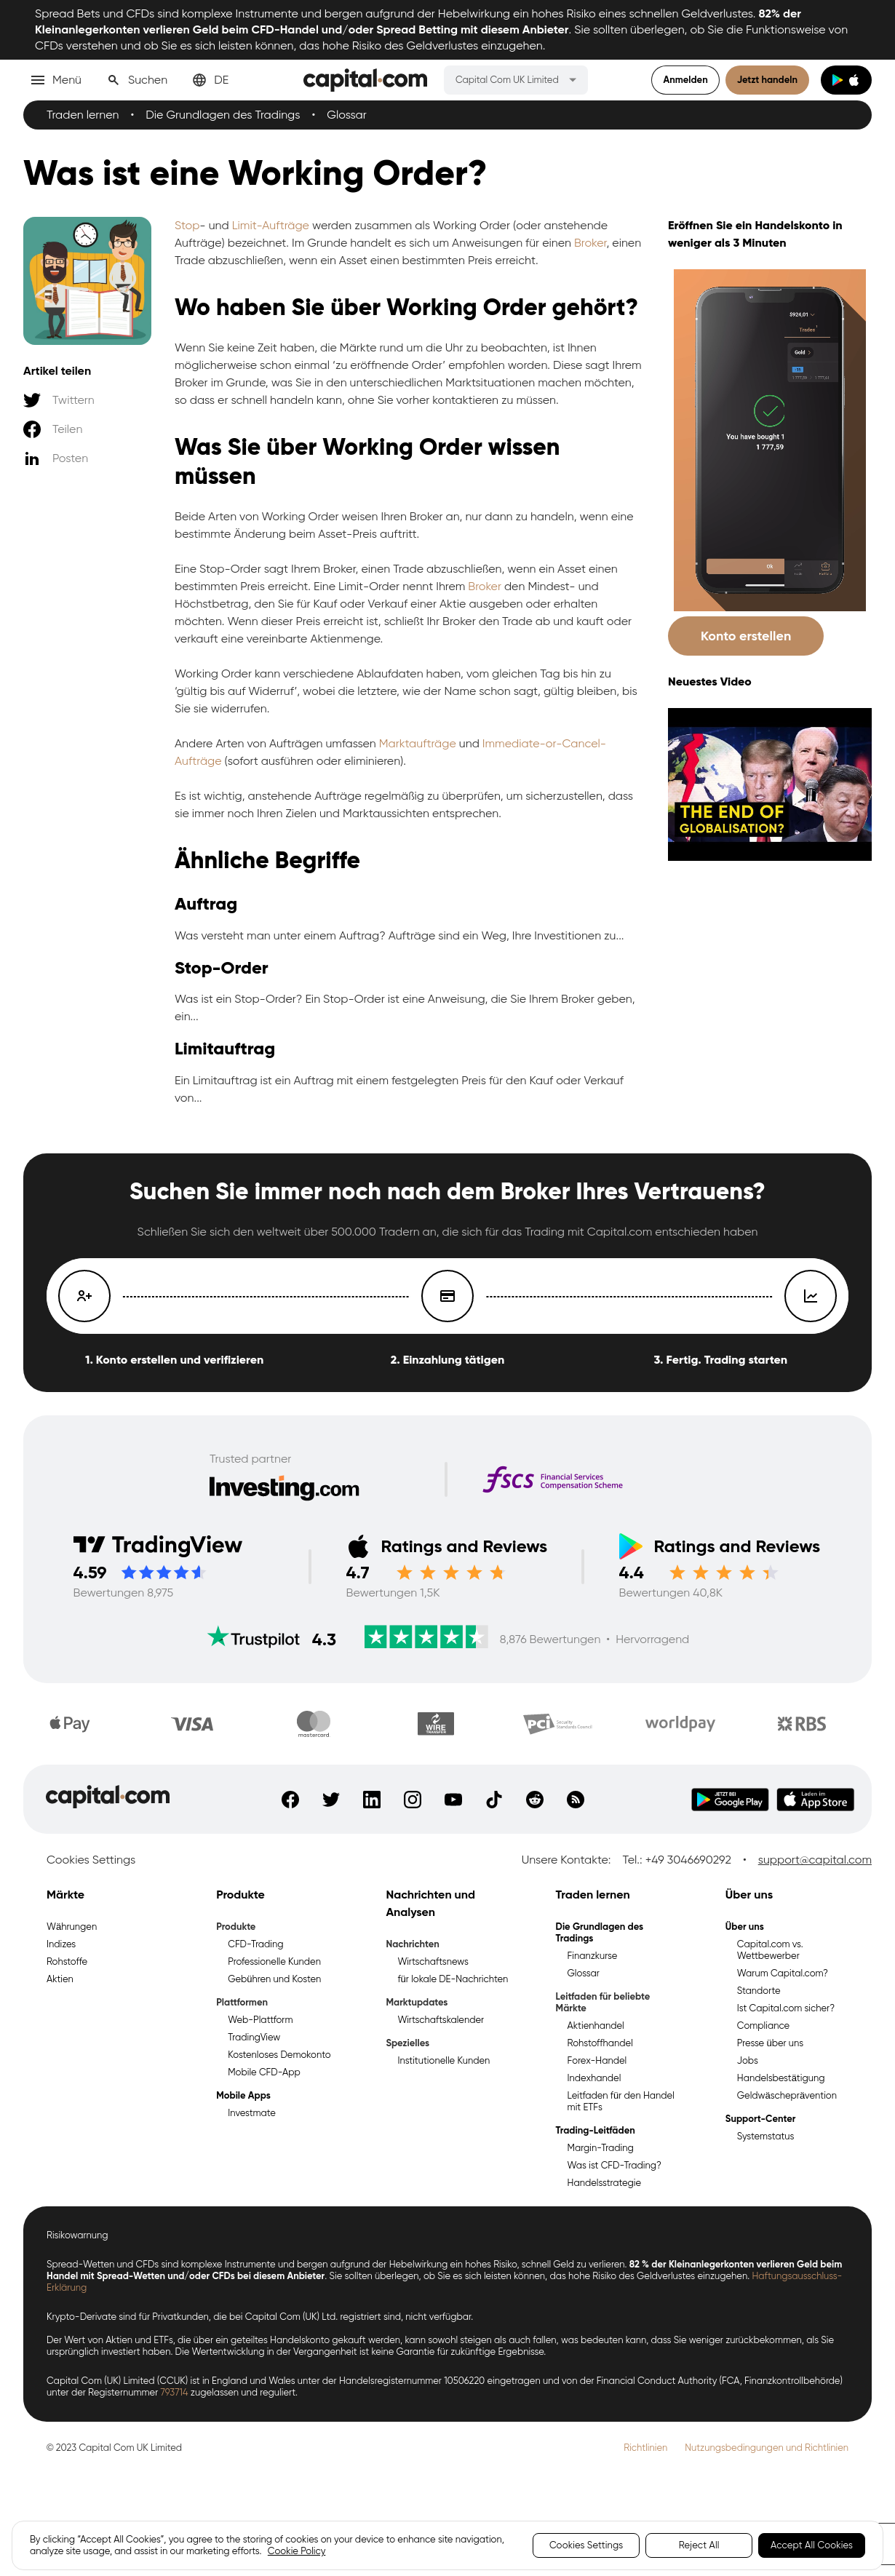 Spread Bets und CFDs sind komplexe Instrumente und bergen aufgrund der Hebelwirkung ein hohes Risiko eines schnellen Geldverlustes. 82% der
Kleinanlegerkonten verlieren Geld beim CFD-Handel und/oder Spread Betting mit diesem Anbieter. Sie sollten überlegen, ob Sie die Funktionsweise von
CFDs verstehen und ob Sie es sich leisten können, das hohe Risiko des Geldverlustes einzugehen.
Menü
Suchen
DE
capital.com
Capital Com UK Limited
Anmelden
Jetzt handeln
Traden lernen • Die Grundlagen des Tradings • Glossar
Was ist eine Working Order?
Artikel teilen
Twittern
Teilen
Posten
Stop- und Limit-Aufträge werden zusammen als Working Order (oder anstehende
Aufträge) bezeichnet. Im Grunde handelt es sich um Anweisungen für einen Broker, einen
Trade abzuschließen, wenn ein Asset einen bestimmten Preis erreicht.
Wo haben Sie über Working Order gehört?
Wenn Sie keine Zeit haben, die Märkte rund um die Uhr zu beobachten, ist Ihnen
möglicherweise schon einmal ‘zu eröffnende Order’ empfohlen worden. Diese sagt Ihrem
Broker im Grunde, was Sie in den unterschiedlichen Marktsituationen machen möchten,
so dass er schnell handeln kann, ohne Sie vorher kontaktieren zu müssen.
Was Sie über Working Order wissen
müssen
Beide Arten von Working Order weisen Ihren Broker an, nur dann zu handeln, wenn eine
bestimmte Änderung beim Asset-Preis auftritt.
Eine Stop-Order sagt Ihrem Broker, einen Trade abzuschließen, wenn ein Asset einen
bestimmten Preis erreicht. Eine Limit-Order nennt Ihrem Broker den Mindest- und
Höchstbetrag, den Sie für Kauf oder Verkauf einer Aktie ausgeben oder erhalten
möchten. Wenn dieser Preis erreicht ist, schließt Ihr Broker den Trade ab und kauft oder
verkauft eine vereinbarte Aktienmenge.
Working Order kann verschiedene Ablaufdaten haben, vom gleichen Tag bis hin zu
‘gültig bis auf Widerruf’, wobei die letztere, wie der Name schon sagt, gültig bleiben, bis
Sie sie widerrufen.
Andere Arten von Aufträgen umfassen Marktaufträge und Immediate-or-Cancel-
Aufträge (sofort ausführen oder eliminieren).
Es ist wichtig, anstehende Aufträge regelmäßig zu überprüfen, um sicherzustellen, dass
sie immer noch Ihren Zielen und Marktaussichten entsprechen.
Ähnliche Begriffe
Auftrag
Was versteht man unter einem Auftrag? Aufträge sind ein Weg, Ihre Investitionen zu...
Stop-Order
Was ist ein Stop-Order? Ein Stop-Order ist eine Anweisung, die Sie Ihrem Broker geben,
ein...
Limitauftrag
Ein Limitauftrag ist ein Auftrag mit einem festgelegten Preis für den Kauf oder Verkauf
von...
Eröffnen Sie ein Handelskonto in
weniger als 3 Minuten
$924,01
Trades
Gold
You have bought 1
1 777,59
Ok
Konto erstellen
Neuestes Video
THE END OF
GLOBALISATION?
Suchen Sie immer noch nach dem Broker Ihres Vertrauens?
Schließen Sie sich den weltweit über 500.000 Tradern an, die sich für das Trading mit Capital.com entschieden haben
1. Konto erstellen und verifizieren
2. Einzahlung tätigen
3. Fertig. Trading starten
Trusted partner
Investing.com
fscs Financial Services
Compensation Scheme
TradingView
4.59
Bewertungen 8,975
Ratings and Reviews
4.7
Bewertungen 1,5K
Ratings and Reviews
4.4
Bewertungen 40,8K
Trustpilot 4.3
8,876 Bewertungen • Hervorragend
Pay
VISA
mastercard
WIRE
TRANSFER
PCI Security
Standards Council
worldpay
RBS
capital.com
JETZT BEI
Google Play
Laden im
App Store
Cookies Settings
Unsere Kontakte: Tel.: +49 3046690292 • support@capital.com
Märkte
Währungen
Indizes
Rohstoffe
Aktien
Produkte
Produkte
CFD-Trading
Professionelle Kunden
Gebühren und Kosten
Plattformen
Web-Plattform
TradingView
Kostenloses Demokonto
Mobile CFD-App
Mobile Apps
Investmate
Nachrichten und
Analysen
Nachrichten
Wirtschaftsnews
für lokale DE-Nachrichten
Marktupdates
Wirtschaftskalender
Spezielles
Institutionelle Kunden
Traden lernen
Die Grundlagen des
Tradings
Finanzkurse
Glossar
Leitfaden für beliebte
Märkte
Aktienhandel
Rohstoffhandel
Forex-Handel
Indexhandel
Leitfaden für den Handel
mit ETFs
Trading-Leitfäden
Margin-Trading
Was ist CFD-Trading?
Handelsstrategie
Über uns
Über uns
Capital.com vs.
Wettbewerber
Warum Capital.com?
Standorte
Ist Capital.com sicher?
Compliance
Presse über uns
Jobs
Handelsbestätigung
Geldwäscheprävention
Support-Center
Systemstatus
Risikowarnung
Spread-Wetten und CFDs sind komplexe Instrumente und bergen aufgrund der Hebelwirkung ein hohes Risiko, schnell Geld zu verlieren. 82 % der Kleinanlegerkonten verlieren Geld beim
Handel mit Spread-Wetten und/oder CFDs bei diesem Anbieter. Sie sollten überlegen, ob Sie es sich leisten können, das hohe Risiko des Geldverlustes einzugehen. Haftungsausschluss-
Erklärung
Krypto-Derivate sind für Privatkunden, die bei Capital Com (UK) Ltd. registriert sind, nicht verfügbar.
Der Wert von Aktien und ETFs, die über ein geteiltes Handelskonto gekauft werden, kann sowohl steigen als auch fallen, was bedeuten kann, dass Sie weniger zurückbekommen, als Sie
ursprünglich investiert haben. Die Wertentwicklung in der Vergangenheit ist keine Garantie für zukünftige Ergebnisse.
Capital Com (UK) Limited (CCUK) ist in England und Wales unter der Handelsregisternummer 10506220 eingetragen und von der Financial Conduct Authority (FCA, Finanzkontrollbehörde)
unter der Registernummer 793714 zugelassen und reguliert.
© 2023 Capital Com UK Limited
Richtlinien
Nutzungsbedingungen und Richtlinien
By clicking “Accept All Cookies”, you agree to the storing of cookies on your device to enhance site navigation,
analyze site usage, and assist in our marketing efforts. Cookie Policy
Cookies Settings
Reject All
Accept All Cookies